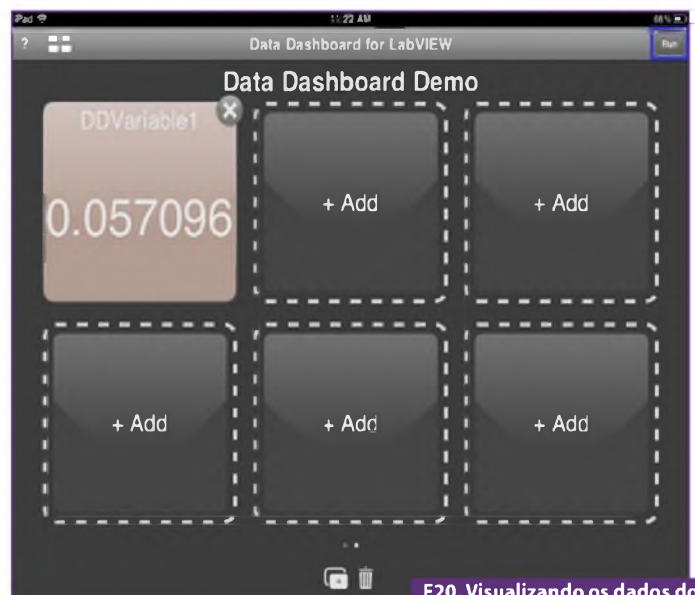 iPad 11:22 AM 66%
? Data Dashboard for LabVIEW Run
Data Dashboard Demo
DDVariable1
0.057096
+ Add
+ Add
+ Add
+ Add
+ Add
F20. Visualizando os dados do